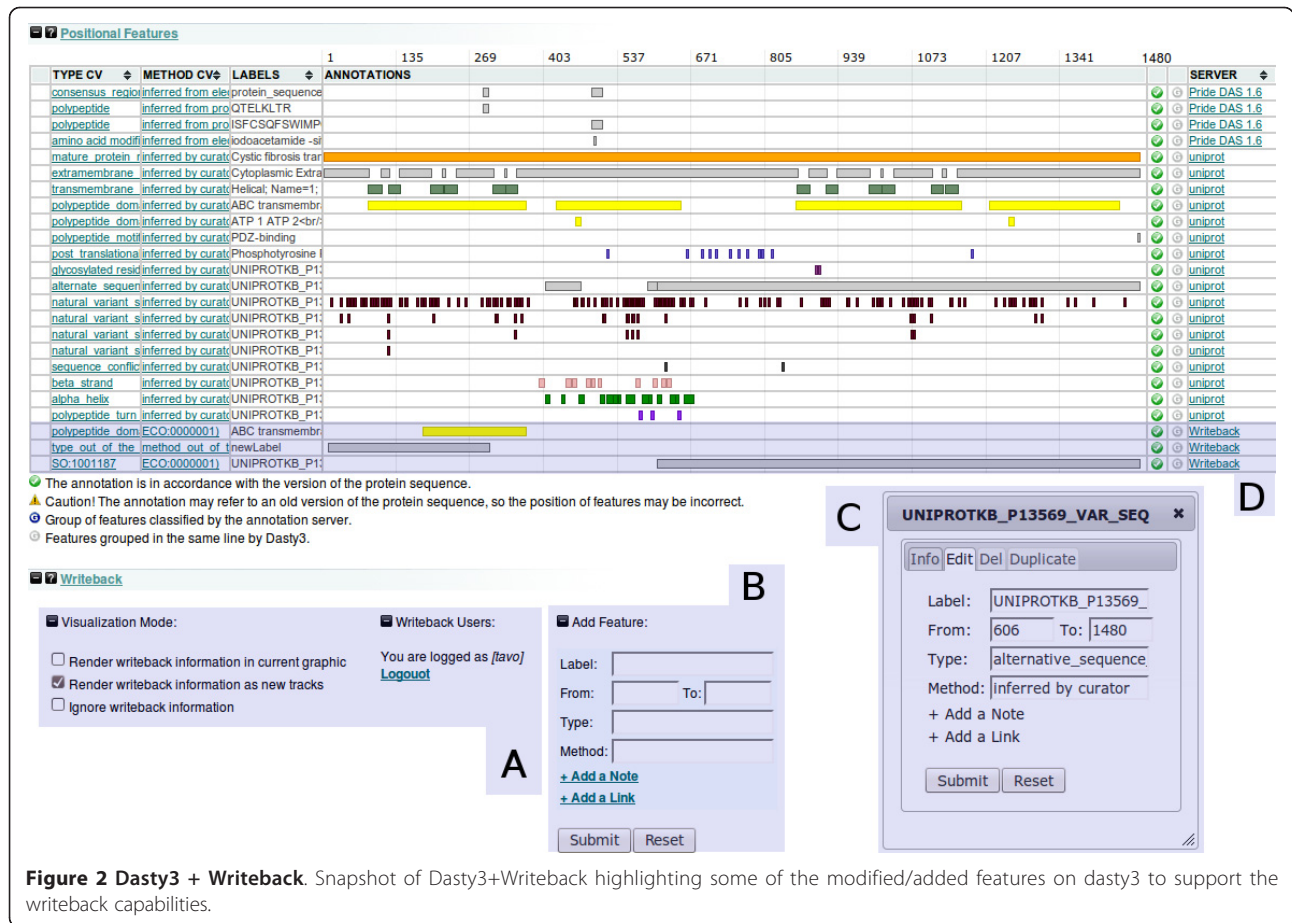 Positional Features
1 135 269 403 537 671 805 939 1073 1207 1341 1480
TYPE CV METHOD CV LABELS ANNOTATIONS SERVER
consensus_regio inferred from ele protein_sequence Pride DAS 1.6
polypeptide inferred from pro QTELKLTR Pride DAS 1.6
polypeptide inferred from pro ISFCSQFSWIMP Pride DAS 1.6
amino acid modifi inferred from ele iodoacetamide -si Pride DAS 1.6
mature_protein_r inferred by curato Cystic fibrosis tran uniprot
extramembrane inferred by curato Cytoplasmic Extra uniprot
transmembrane inferred by curato Helical; Name=1; uniprot
polypeptide_doma inferred by curato ABC transmembra uniprot
polypeptide_dom inferred by curato ATP 1 ATP 2<br/> uniprot
polypeptide_motif inferred by curato PDZ-binding uniprot
post_translationa inferred by curato Phosphotyrosine uniprot
glycosylated_resid inferred by curato UNIPROTKB_P13 uniprot
alternate_sequen inferred by curato UNIPROTKB_P13 uniprot
natural_variant_s inferred by curato UNIPROTKB_P13 uniprot
natural_variant_s inferred by curato UNIPROTKB_P13 uniprot
natural_variant_s inferred by curato UNIPROTKB_P13 uniprot
natural_variant_s inferred by curato UNIPROTKB_P13 uniprot
sequence_conflic inferred by curato UNIPROTKB_P13 uniprot
beta_strand inferred by curato UNIPROTKB_P13 uniprot
alpha_helix inferred by curato UNIPROTKB_P13 uniprot
polypeptide_turn_ inferred by curato UNIPROTKB_P13 uniprot
polypeptide_dom ECO:0000001) ABC transmembra Writeback
type_out_of_the_ method_out_of_t newLabel Writeback
SO:1001187 ECO:0000001) UNIPROTKB_P13 Writeback
The annotation is in accordance with the version of the protein sequence.
Caution! The annotation may refer to an old version of the protein sequence, so the position of features may be incorrect.
Group of features classified by the annotation server.
Features grouped in the same line by Dasty3.
D
Writeback
Visualization Mode:
Render writeback information in current graphic
Render writeback information as new tracks
Ignore writeback information
Writeback Users:
You are logged as [tavo]
Logouot
A
B
Add Feature:
Label:
From: To:
Type:
Method:
+ Add a Note
+ Add a Link
Submit Reset
C
UNIPROTKB_P13569_VAR_SEQ ×
Info Edit Del Duplicate
Label: UNIPROTKB_P13569_
From: 606 To: 1480
Type: alternative_sequence_
Method: inferred by curator
+ Add a Note
+ Add a Link
Submit Reset
Figure 2 Dasty3 + Writeback. Snapshot of Dasty3+Writeback highlighting some of the modified/added features on dasty3 to support the
writeback capabilities.